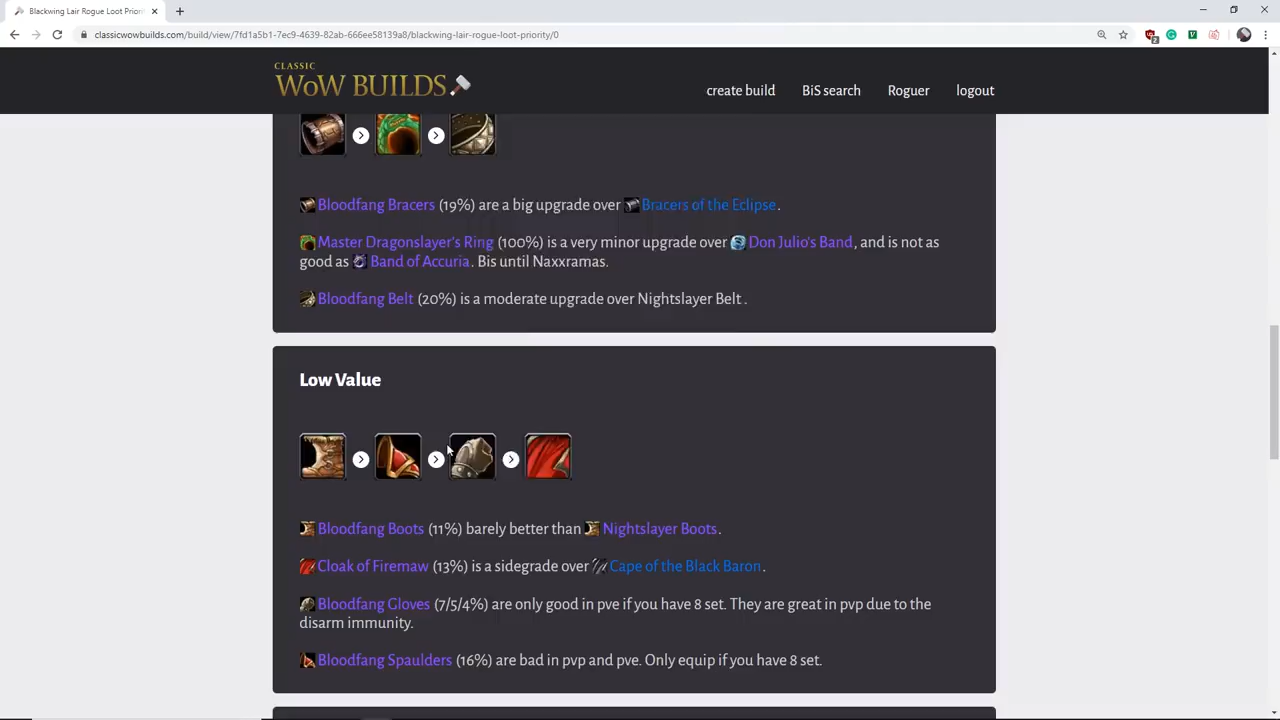 Blackwing Lair Rogue Loot Priori
classicwowbuilds.com/build/view/7fd1a5b1-7ec9-4639-82ab-666ee58139a8/blackwing-lair-rogue-loot-priority/0
CLASSIC
WoW BUILDS
create build
BiS search
Roguer
logout
Bloodfang Bracers (19%) are a big upgrade over Bracers of the Eclipse.
Master Dragonslayer's Ring (100%) is a very minor upgrade over Don Julio's Band, and is not as
good as Band of Accuria. Bis until Naxxramas.
Bloodfang Belt (20%) is a moderate upgrade over Nightslayer Belt .
Low Value
Bloodfang Boots (11%) barely better than Nightslayer Boots.
Cloak of Firemaw (13%) is a sidegrade over Cape of the Black Baron.
Bloodfang Gloves (7/5/4%) are only good in pve if you have 8 set. They are great in pvp due to the
disarm immunity.
Bloodfang Spaulders (16%) are bad in pvp and pve. Only equip if you have 8 set.